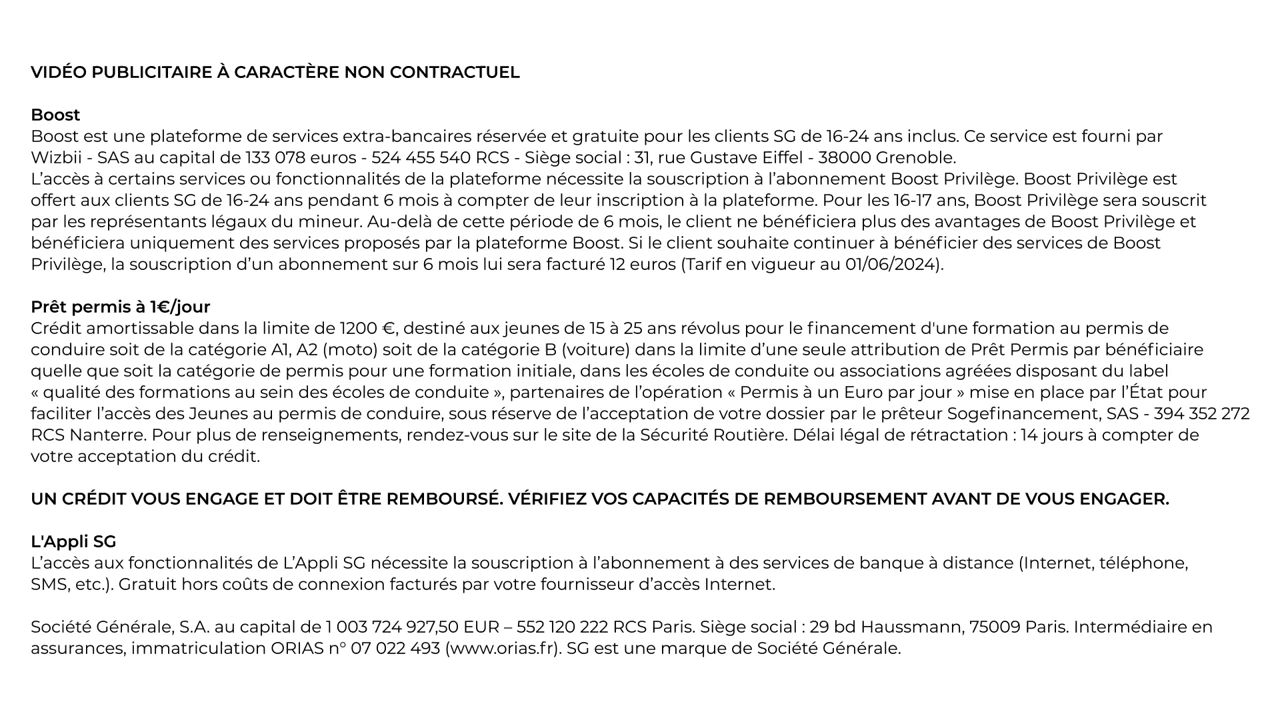 VIDÉO PUBLICITAIRE À CARACTÈRE NON CONTRACTUEL
Boost
Boost est une plateforme de services extra-bancaires réservée et gratuite pour les clients SG de 16-24 ans inclus. Ce service est fourni par
Wizbii - SAS au capital de 133 078 euros - 524 455 540 RCS - Siège social : 31, rue Gustave Eiffel - 38000 Grenoble.
L’accès à certains services ou fonctionnalités de la plateforme nécessite la souscription à l’abonnement Boost Privilège. Boost Privilège est
offert aux clients SG de 16-24 ans pendant 6 mois à compter de leur inscription à la plateforme. Pour les 16-17 ans, Boost Privilège sera souscrit
par les représentants légaux du mineur. Au-delà de cette période de 6 mois, le client ne bénéficiera plus des avantages de Boost Privilège et
bénéficiera uniquement des services proposés par la plateforme Boost. Si le client souhaite continuer à bénéficier des services de Boost
Privilège, la souscription d’un abonnement sur 6 mois lui sera facturé 12 euros (Tarif en vigueur au 01/06/2024).
Prêt permis à 1€/jour
Crédit amortissable dans la limite de 1200 €, destiné aux jeunes de 15 à 25 ans révolus pour le financement d'une formation au permis de
conduire soit de la catégorie A1, A2 (moto) soit de la catégorie B (voiture) dans la limite d’une seule attribution de Prêt Permis par bénéficiaire
quelle que soit la catégorie de permis pour une formation initiale, dans les écoles de conduite ou associations agréées disposant du label
« qualité des formations au sein des écoles de conduite », partenaires de l’opération « Permis à un Euro par jour » mise en place par l’État pour
faciliter l’accès des Jeunes au permis de conduire, sous réserve de l’acceptation de votre dossier par le prêteur Sogefinancement, SAS - 394 352 272
RCS Nanterre. Pour plus de renseignements, rendez-vous sur le site de la Sécurité Routière. Délai légal de rétractation : 14 jours à compter de
votre acceptation du crédit.
UN CRÉDIT VOUS ENGAGE ET DOIT ÊTRE REMBOURSÉ. VÉRIFIEZ VOS CAPACITÉS DE REMBOURSEMENT AVANT DE VOUS ENGAGER.
L'Appli SG
L’accès aux fonctionnalités de L’Appli SG nécessite la souscription à l’abonnement à des services de banque à distance (Internet, téléphone,
SMS, etc.). Gratuit hors coûts de connexion facturés par votre fournisseur d’accès Internet.
Société Générale, S.A. au capital de 1 003 724 927,50 EUR – 552 120 222 RCS Paris. Siège social : 29 bd Haussmann, 75009 Paris. Intermédiaire en
assurances, immatriculation ORIAS n° 07 022 493 (www.orias.fr). SG est une marque de Société Générale.